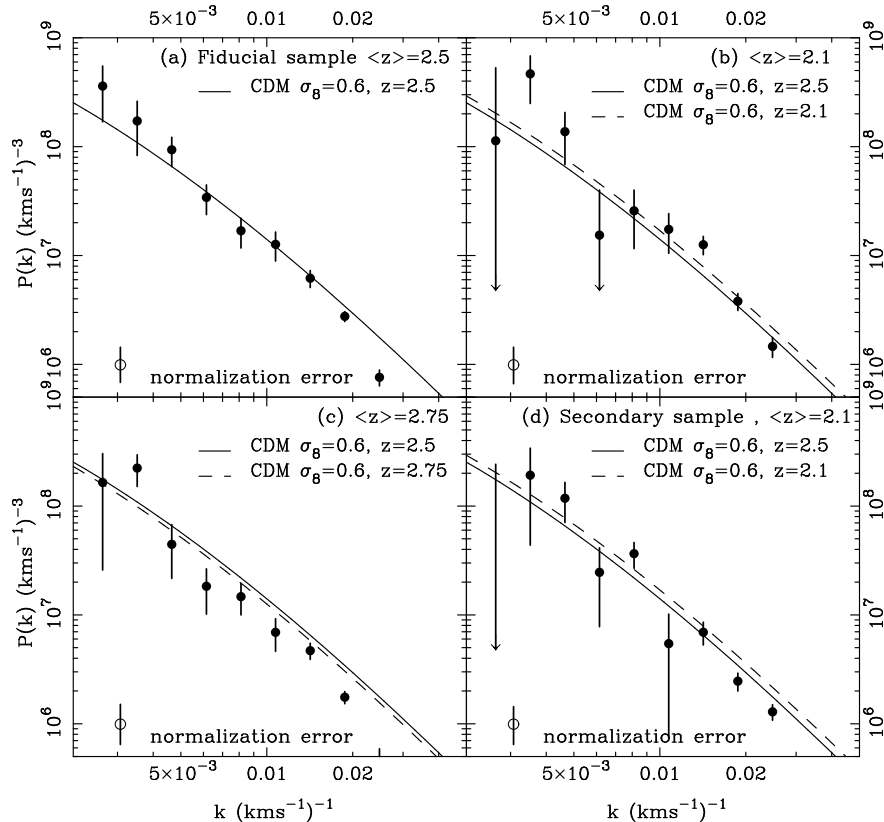 5×10⁻³ 0.01 0.02 5×10⁻³ 0.01 0.02
10⁹ 10⁸ 10⁷ 10⁶
P(k) (kms⁻¹)⁻³
(a) Fiducial sample <z>=2.5
CDM σ₈=0.6, z=2.5
normalization error
(b) <z>=2.1
CDM σ₈=0.6, z=2.5
CDM σ₈=0.6, z=2.1
normalization error
10⁹ 10⁸ 10⁷ 10⁶
10⁹ 10⁸ 10⁷ 10⁶
P(k) (kms⁻¹)⁻³
(c) <z>=2.75
CDM σ₈=0.6, z=2.5
CDM σ₈=0.6, z=2.75
normalization error
(d) Secondary sample , <z>=2.1
CDM σ₈=0.6, z=2.5
CDM σ₈=0.6, z=2.1
normalization error
10⁹ 10⁸ 10⁷ 10⁶
5×10⁻³ 0.01 0.02 5×10⁻³ 0.01 0.02
k (kms⁻¹)⁻¹ k (kms⁻¹)⁻¹